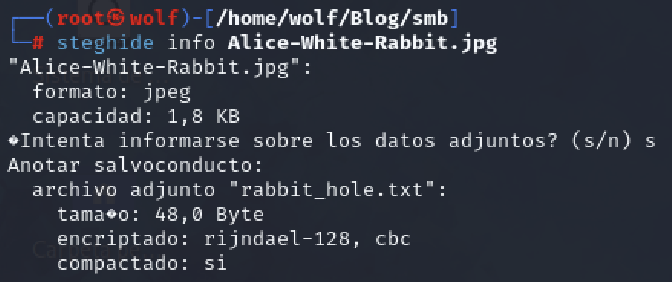 ┌──(root㉿wolf)-[/home/wolf/Blog/smb]
└─# steghide info Alice-White-Rabbit.jpg
"Alice-White-Rabbit.jpg":
  formato: jpeg
  capacidad: 1,8 KB
�Intenta informarse sobre los datos adjuntos? (s/n) s
Anotar salvoconducto:
  archivo adjunto "rabbit_hole.txt":
    tama�o: 48,0 Byte
    encriptado: rijndael-128, cbc
    compactado: si